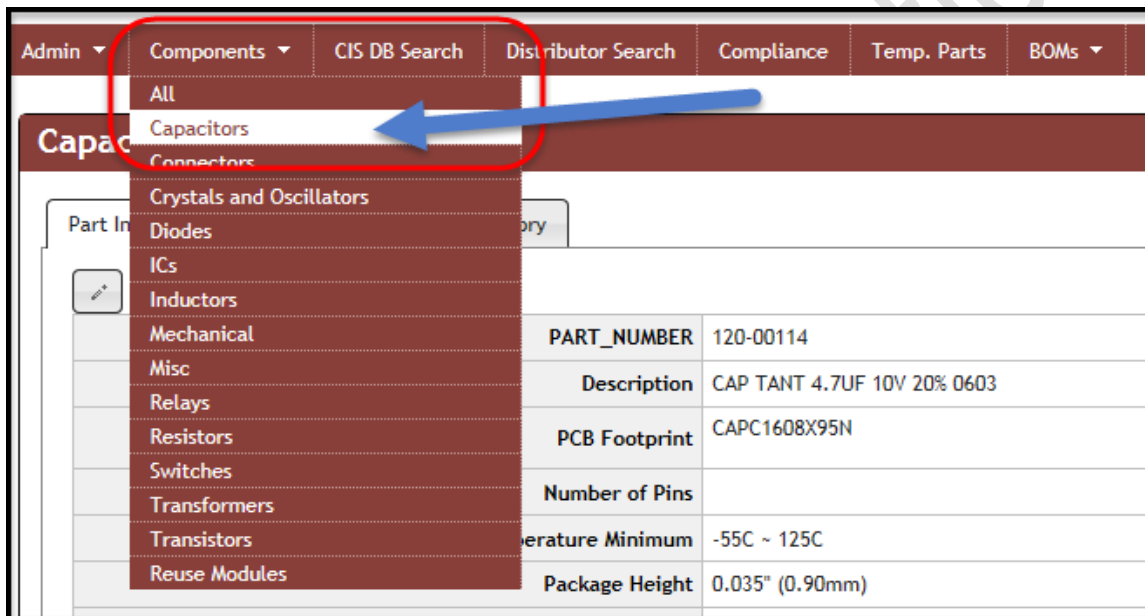 Admin Components CIS DB Search Distributor Search Compliance Temp. Parts BOMs
All
Capacitors
Connectors
Crystals and Oscillators
Diodes
ICs
Inductors
Mechanical
Misc
Relays
Resistors
Switches
Transformers
Transistors
Reuse Modules
PART_NUMBER 120-00114
Description CAP TANT 4.7UF 10V 20% 0603
PCB Footprint CAPC1608X95N
Number of Pins
Minimum -55C ~ 125C
Package Height 0.035" (0.90mm)